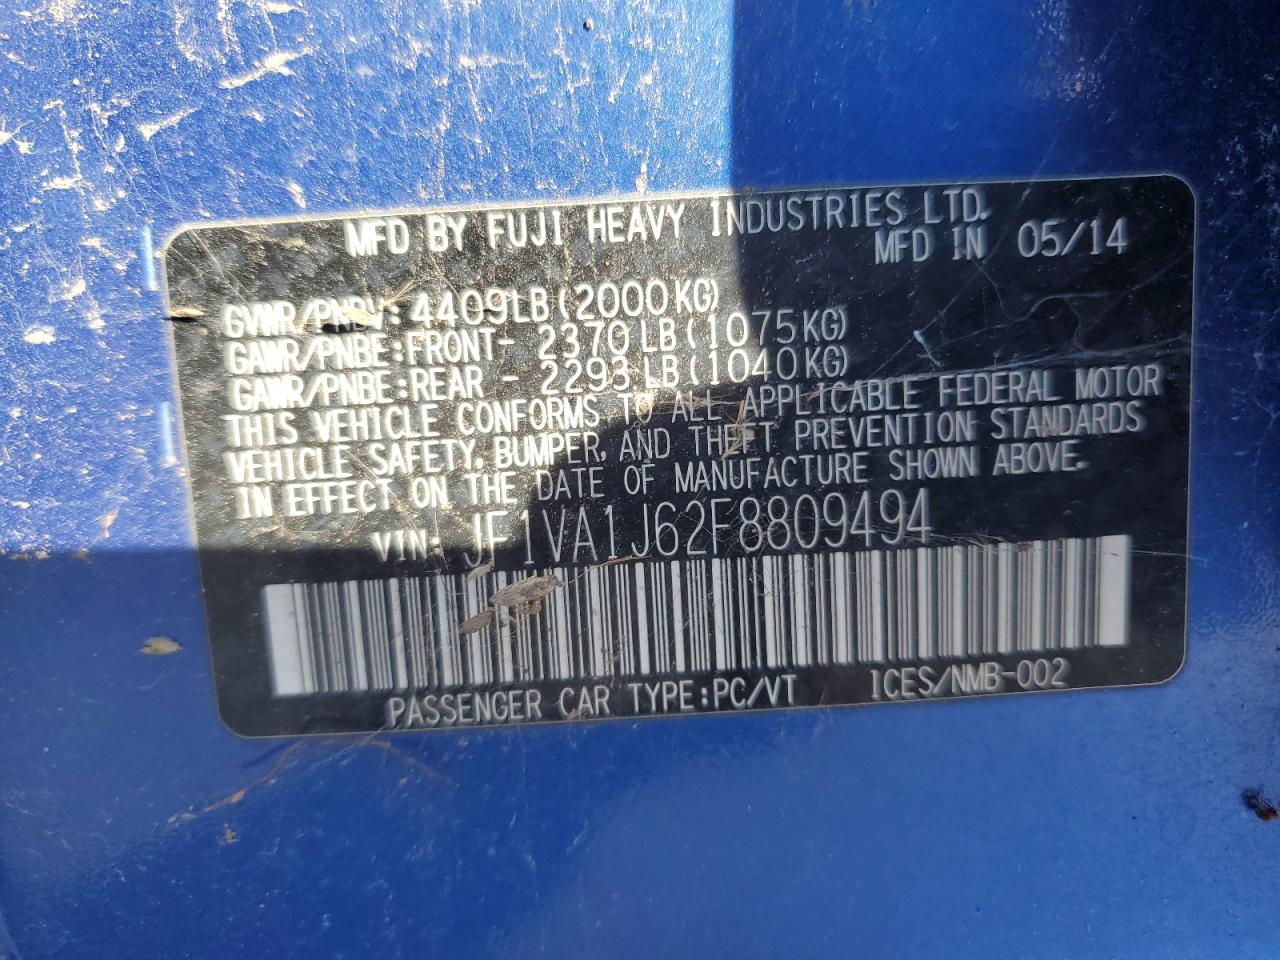 MFD BY FUJI HEAVY INDUSTRIES LTD.
MFD IN 05/14
GVWR/PNBV: 4409LB(2000KG)
GAWR/PNBE:FRONT- 2370LB(1075KG)
GAWR/PNBE:REAR - 2293LB(1040KG)
THIS VEHICLE CONFORMS TO ALL APPLICABLE FEDERAL MOTOR
VEHICLE SAFETY, BUMPER, AND THEFT PREVENTION STANDARDS
IN EFFECT ON THE DATE OF MANUFACTURE SHOWN ABOVE.
VIN: JF1VA1J62F8809494
PASSENGER CAR TYPE:PC/VT ICES/NMB-002